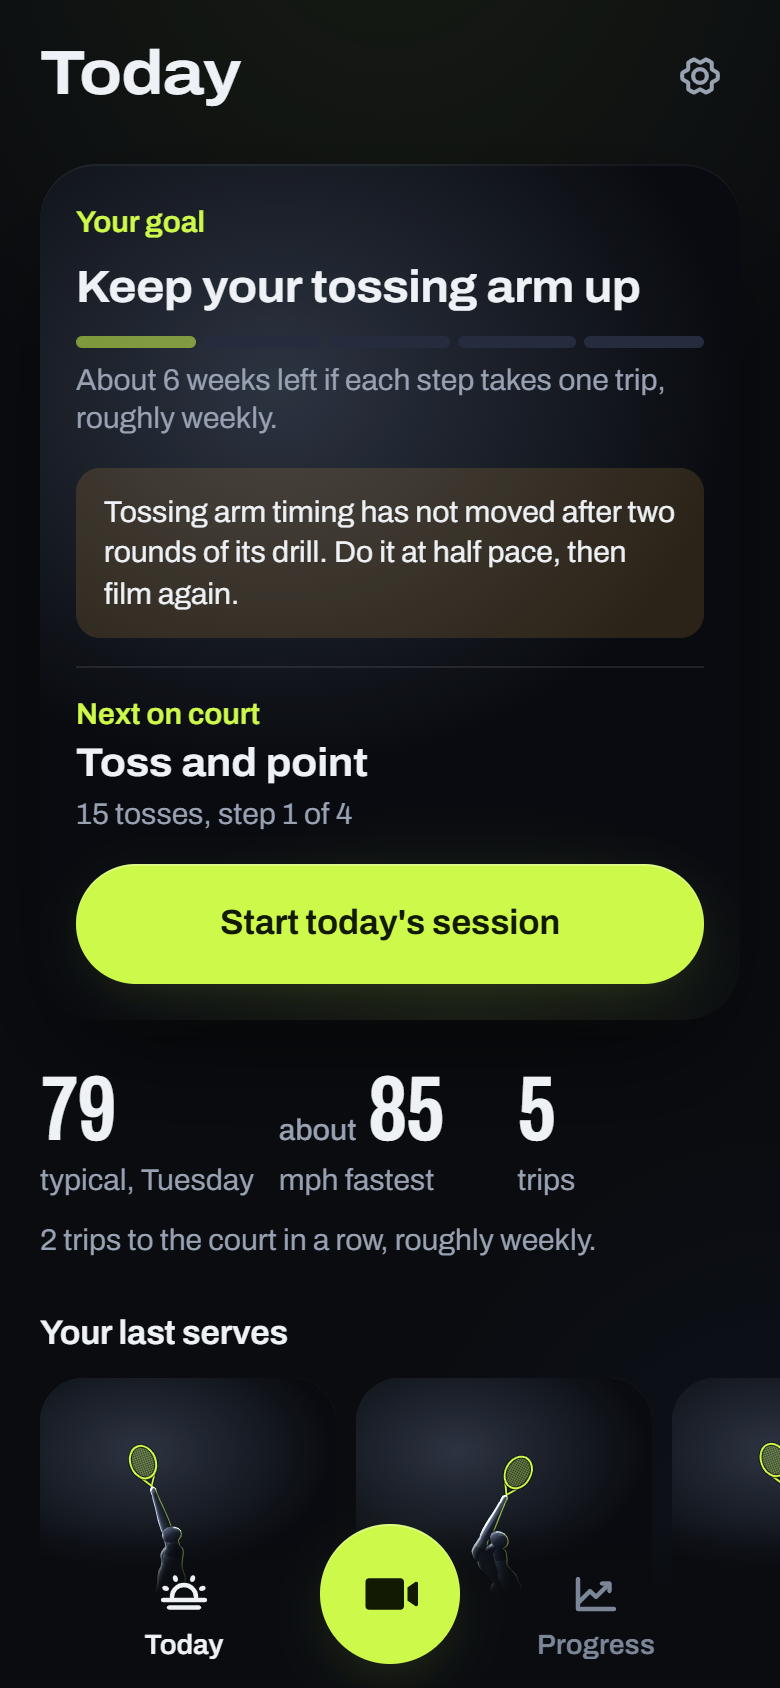 Today
Your goal
Keep your tossing arm up
About 6 weeks left if each step takes one trip,
roughly weekly.
Tossing arm timing has not moved after two
rounds of its drill. Do it at half pace, then
film again.
Next on court
Toss and point
15 tosses, step 1 of 4
Start today's session
79 about 85 5
typical, Tuesday mph fastest trips
2 trips to the court in a row, roughly weekly.
Your last serves
Today Progress